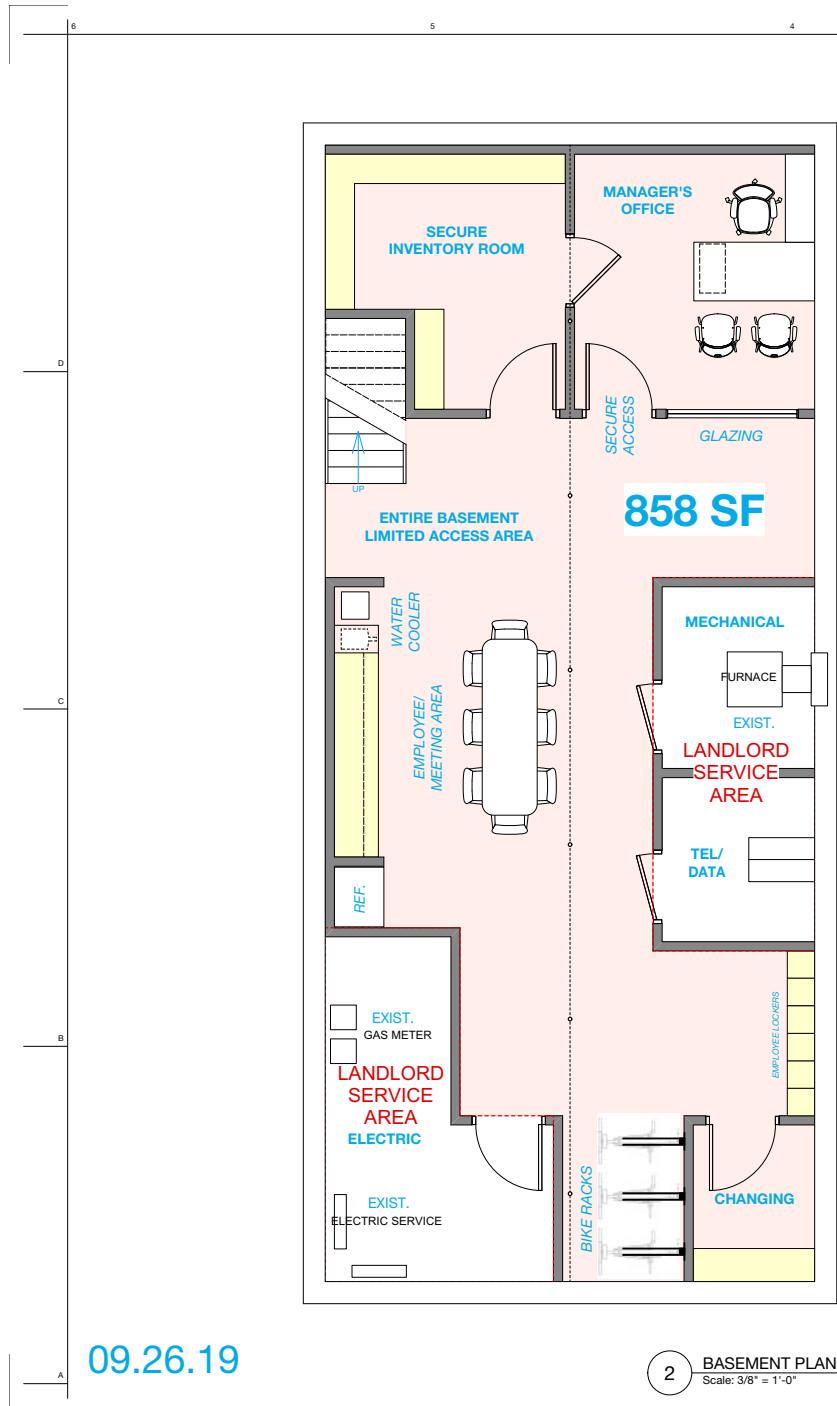 6
5
4
D
C
B
A
MANAGER'S
OFFICE
SECURE
INVENTORY ROOM
SECURE
ACCESS
GLAZING
UP
858 SF
ENTIRE BASEMENT
LIMITED ACCESS AREA
WATER
COOLER
MECHANICAL
FURNACE
EXIST.
LANDLORD
SERVICE
AREA
EMPLOYEE/
MEETING AREA
TEL/
DATA
REF.
EMPLOYEE LOCKERS
EXIST.
GAS METER
LANDLORD
SERVICE
AREA
ELECTRIC
EXIST.
ELECTRIC SERVICE
BIKE RACKS
CHANGING
09.26.19
2
BASEMENT PLAN
Scale: 3/8" = 1'-0"